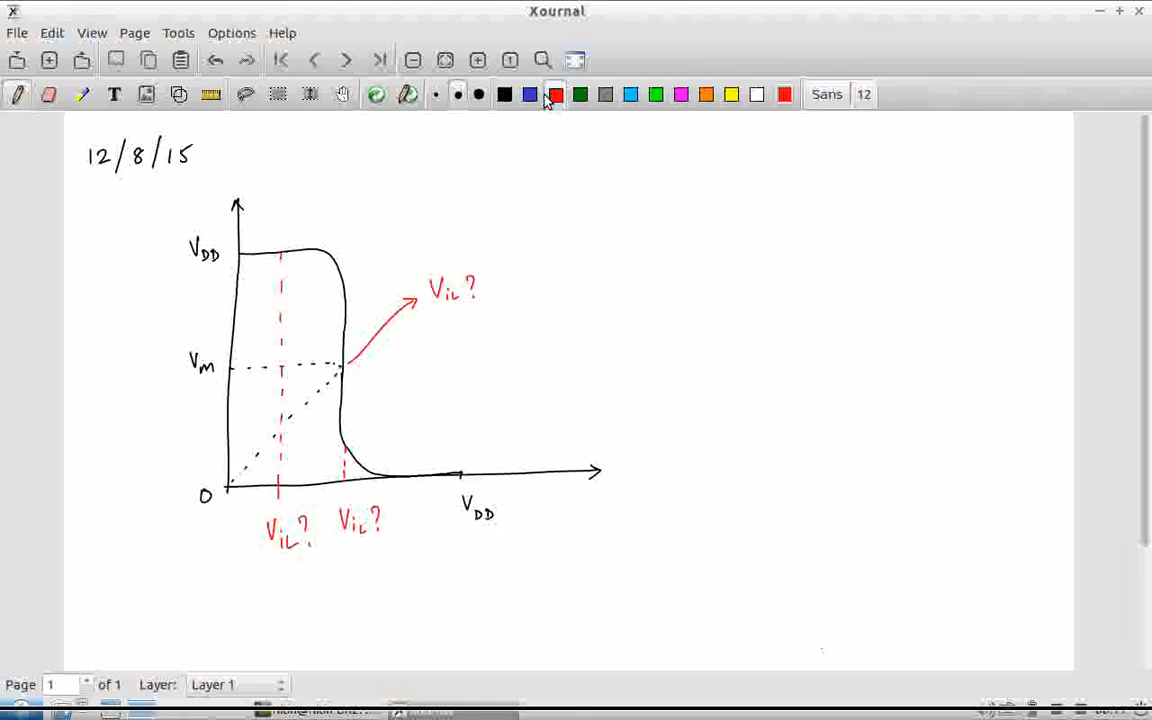 Xournal
File Edit View Page Tools Options Help
Sans 12
12/8/15
VDD
ViL?
Vm
0
VDD
ViL? ViL?
Page 1 of 1 Layer: Layer 1